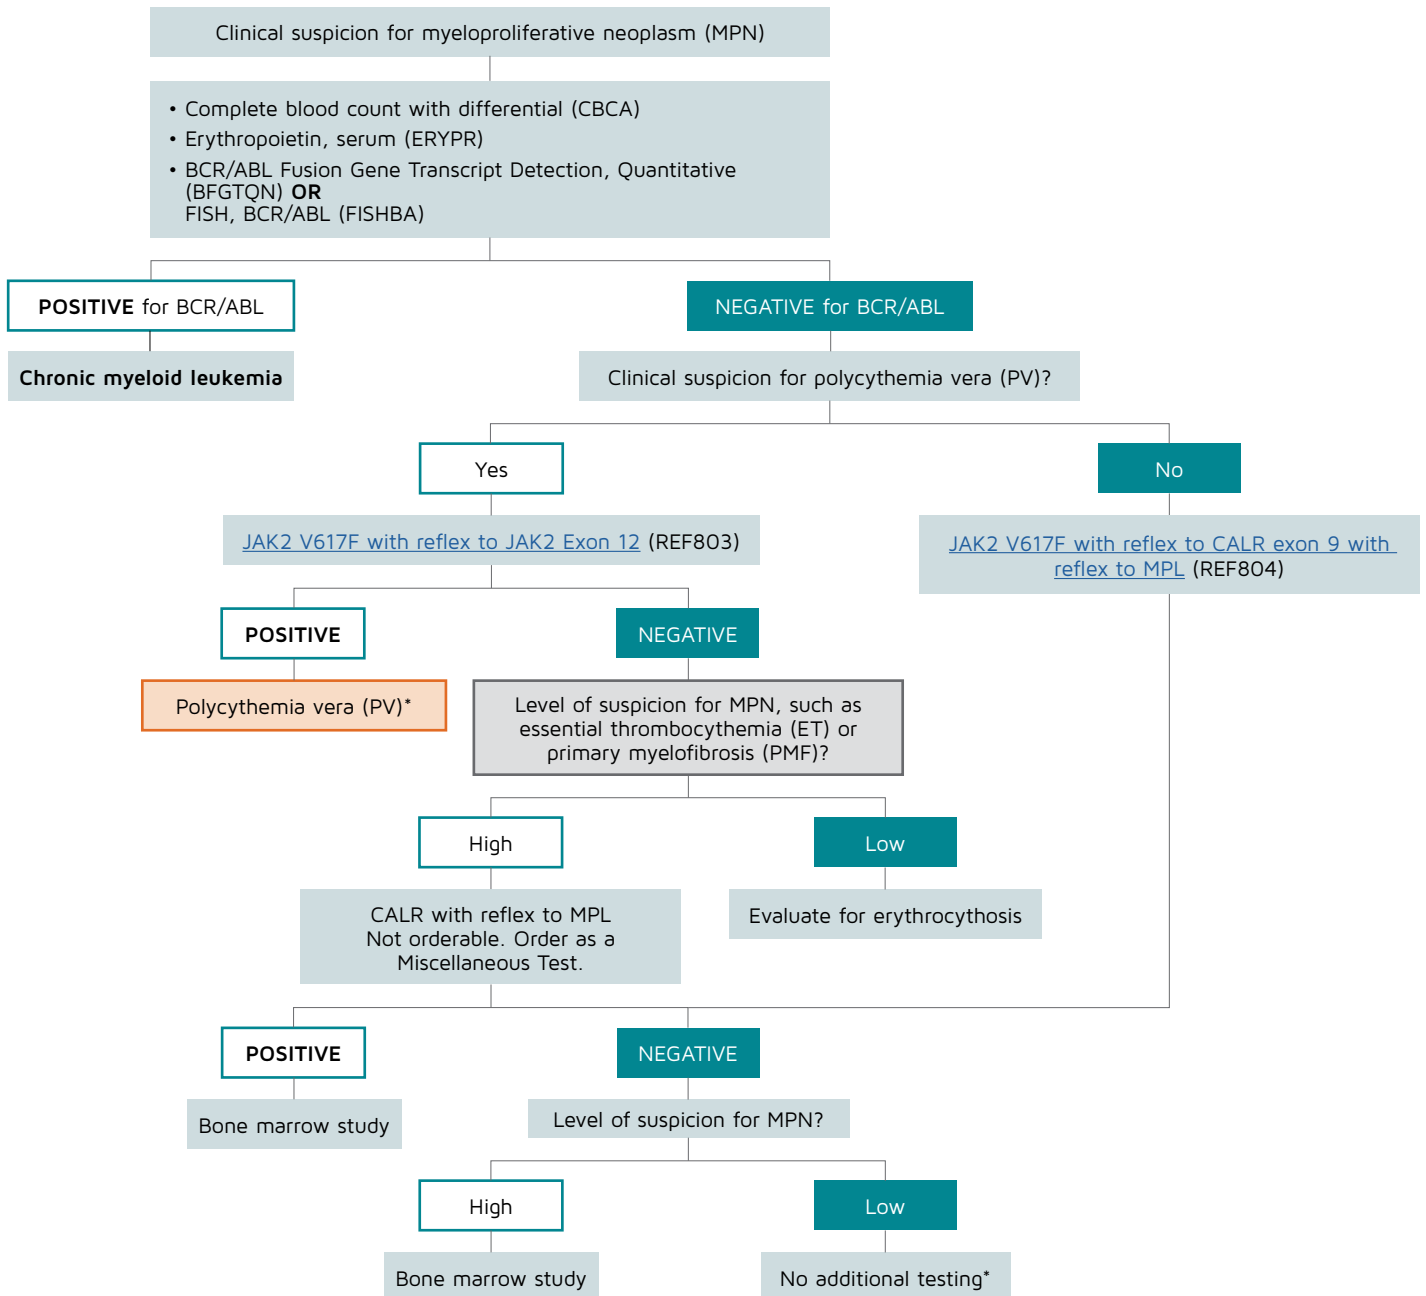 Clinical suspicion for myeloproliferative neoplasm (MPN)
• Complete blood count with differential (CBCA)
• Erythropoietin, serum (ERYPR)
• BCR/ABL Fusion Gene Transcript Detection, Quantitative
(BFGTQN) OR
FISH, BCR/ABL (FISHBA)
POSITIVE for BCR/ABL
NEGATIVE for BCR/ABL
Chronic myeloid leukemia
Clinical suspicion for polycythemia vera (PV)?
Yes
No
JAK2 V617F with reflex to JAK2 Exon 12 (REF803)
JAK2 V617F with reflex to CALR exon 9 with
reflex to MPL (REF804)
POSITIVE
NEGATIVE
Polycythemia vera (PV)*
Level of suspicion for MPN, such as
essential thrombocythemia (ET) or
primary myelofibrosis (PMF)?
High
Low
CALR with reflex to MPL
Not orderable. Order as a
Miscellaneous Test.
Evaluate for erythrocythosis
POSITIVE
NEGATIVE
Bone marrow study
Level of suspicion for MPN?
High
Low
Bone marrow study
No additional testing*